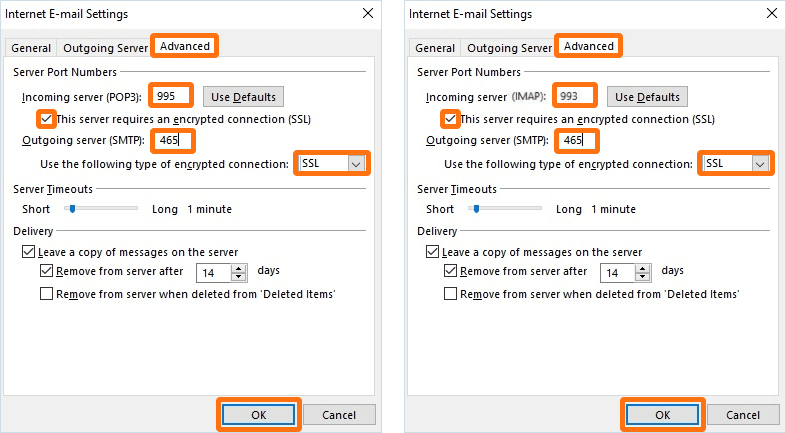 Internet E-mail Settings
General Outgoing Server Advanced
Server Port Numbers
Incoming server (POP3): 995 Use Defaults
This server requires an encrypted connection (SSL)
Outgoing server (SMTP): 465
Use the following type of encrypted connection: SSL
Server Timeouts
Short Long 1 minute
Delivery
Leave a copy of messages on the server
Remove from server after 14 days
Remove from server when deleted from 'Deleted Items'
OK Cancel
Internet E-mail Settings
General Outgoing Server Advanced
Server Port Numbers
Incoming server (IMAP): 993 Use Defaults
This server requires an encrypted connection (SSL)
Outgoing server (SMTP): 465
Use the following type of encrypted connection: SSL
Server Timeouts
Short Long 1 minute
Delivery
Leave a copy of messages on the server
Remove from server after 14 days
Remove from server when deleted from 'Deleted Items'
OK Cancel